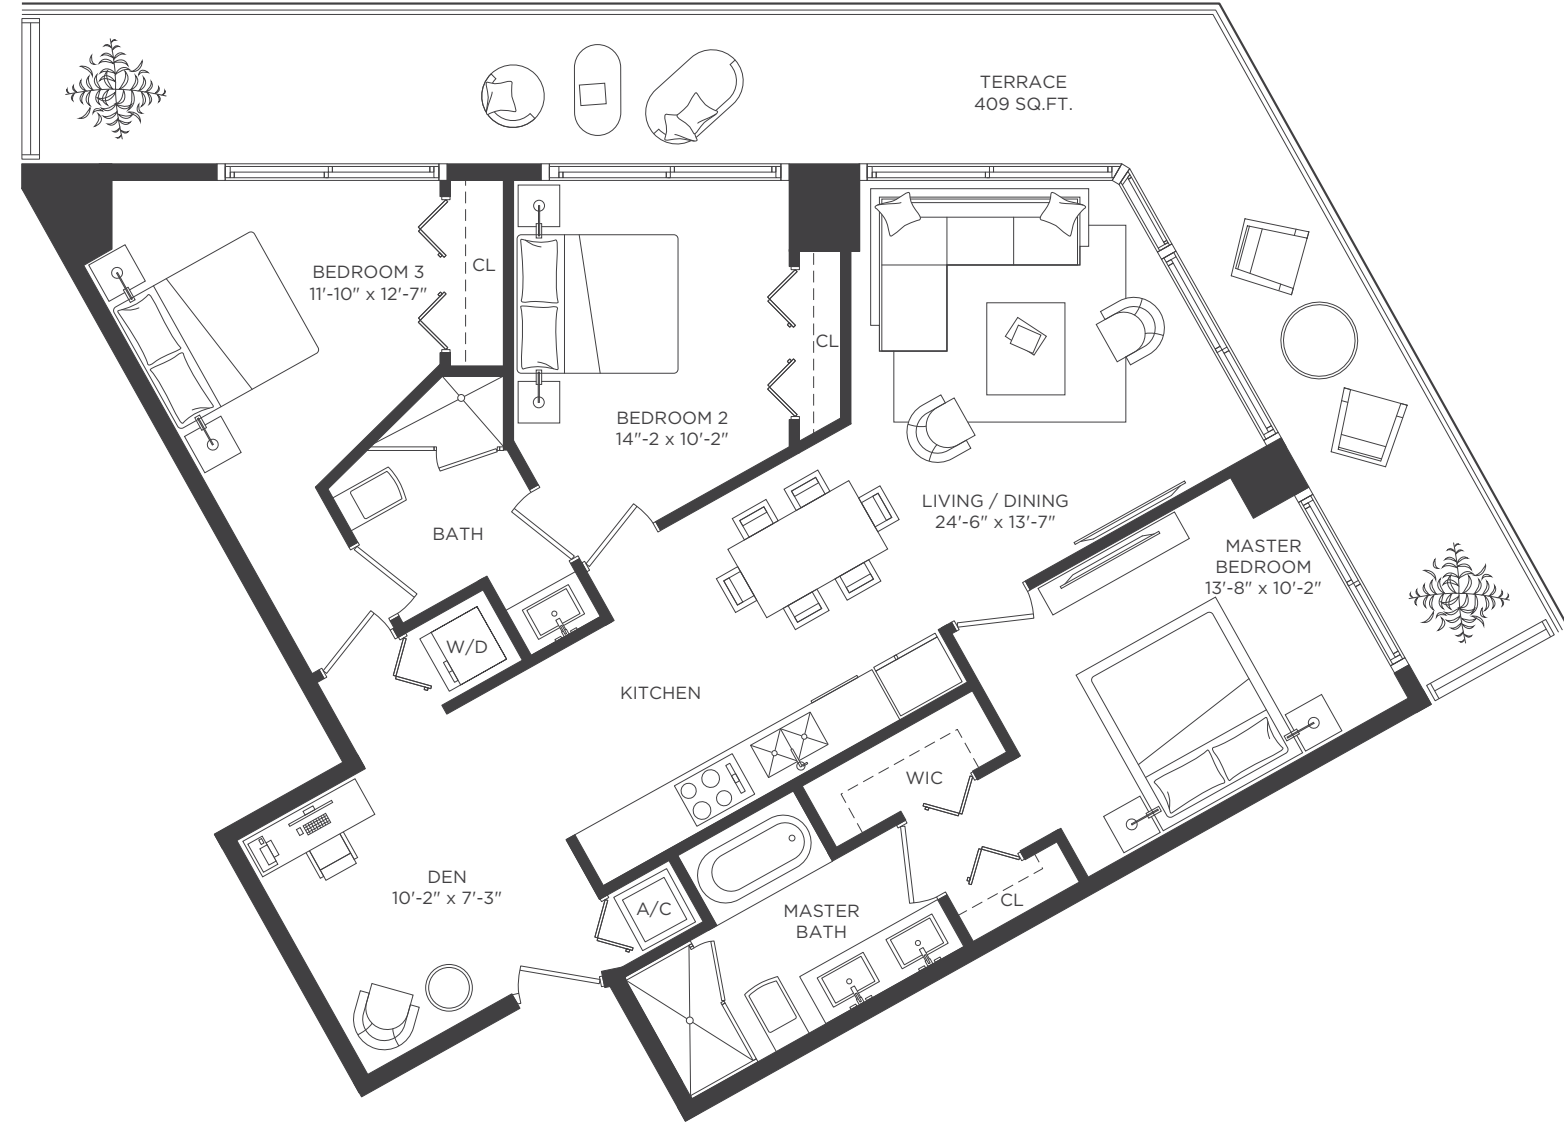 TERRACE
409 SQ.FT.
BEDROOM 3
11'-10" x 12'-7"
CL
CL
BEDROOM 2
14"-2 x 10'-2"
LIVING / DINING
24'-6" x 13'-7"
BATH
MASTER
BEDROOM
13'-8" x 10'-2"
W/D
KITCHEN
WIC
DEN
10'-2" x 7'-3"
A/C
MASTER
BATH
CL